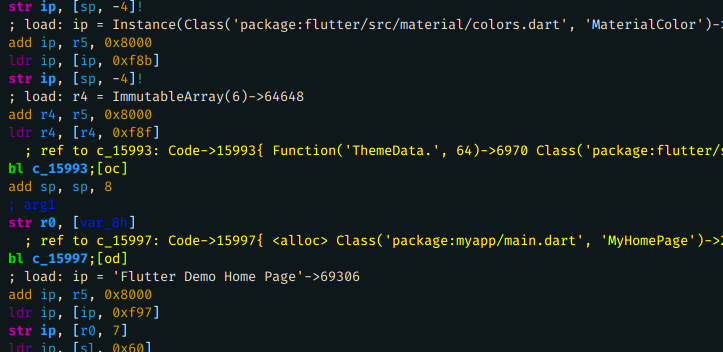 str ip, [sp, -4]!
; load: ip = Instance(Class('package:flutter/src/material/colors.dart', 'MaterialColor')->
add ip, r5, 0x8000
ldr ip, [ip, 0xf8b]
str ip, [sp, -4]!
; load: r4 = ImmutableArray(6)->64648
add r4, r5, 0x8000
ldr r4, [r4, 0xf8f]
; ref to c_15993: Code->15993{ Function('ThemeData.', 64)->6970 Class('package:flutter/s
bl c_15993;[oc]
add sp, sp, 8
; arg1
str r0, [var_8h]
; ref to c_15997: Code->15997{ <alloc> Class('package:myapp/main.dart', 'MyHomePage')->2
bl c_15997;[od]
; load: ip = 'Flutter Demo Home Page'->69306
add ip, r5, 0x8000
ldr ip, [ip, 0xf97]
str ip, [r0, 7]
ldr ip, [sl, 0x60]